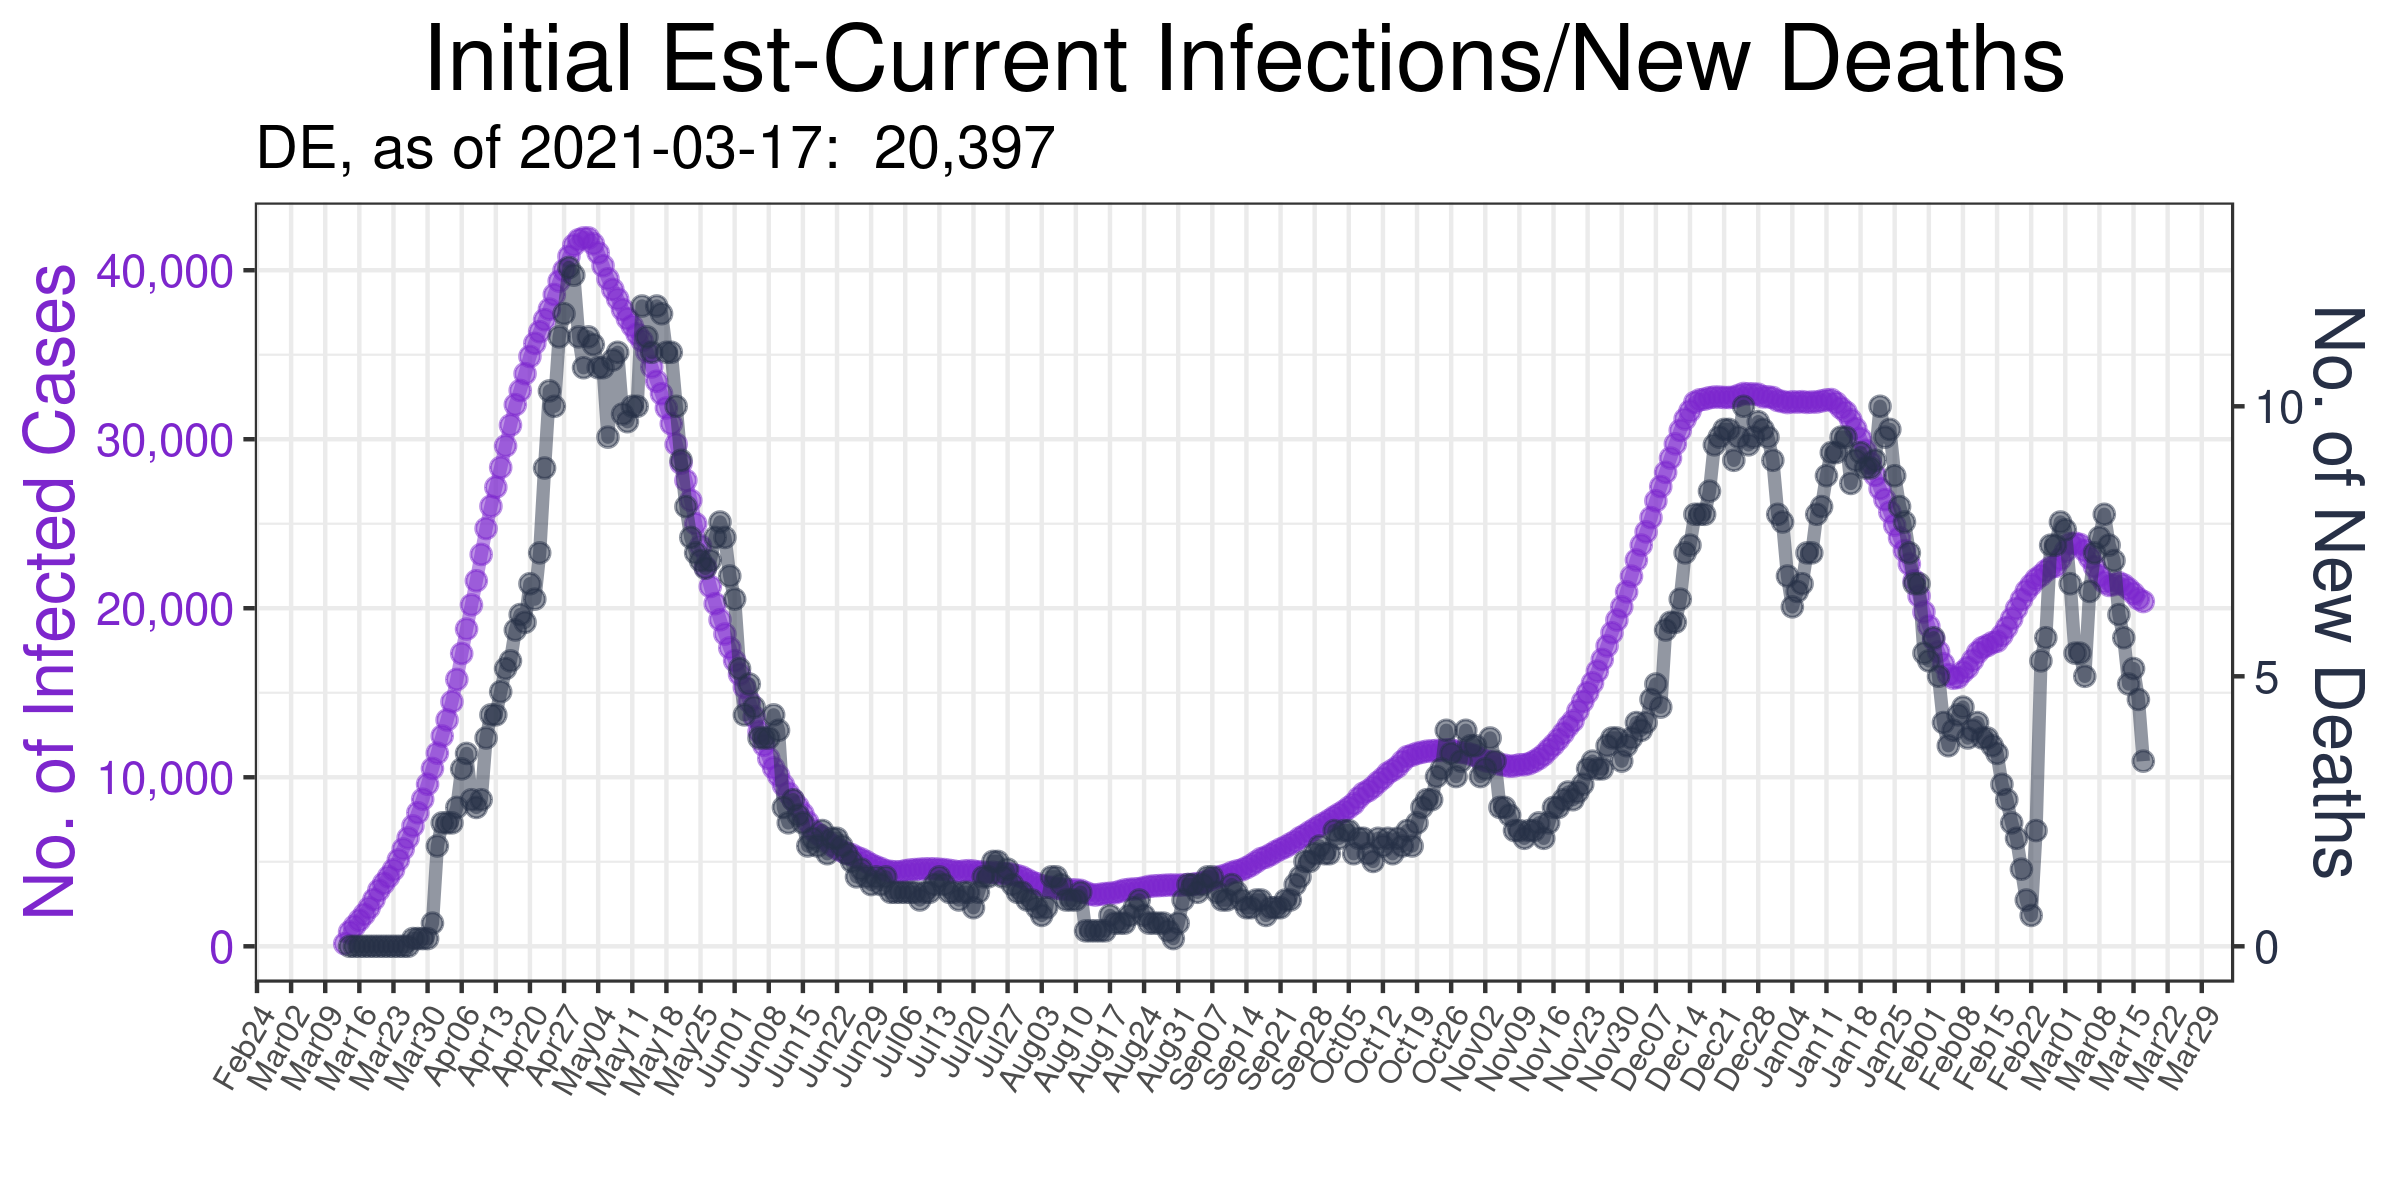 Initial Est-Current Infections/New Deaths
DE, as of 2021-03-17:  20,397
No. of Infected Cases
40,000
30,000
20,000
10,000
0
No. of New Deaths
10
5
0
Feb24
Mar02
Mar09
Mar16
Mar23
Mar30
Apr06
Apr13
Apr20
Apr27
May04
May11
May18
May25
Jun01
Jun08
Jun15
Jun22
Jun29
Jul06
Jul13
Jul20
Jul27
Aug03
Aug10
Aug17
Aug24
Aug31
Sep07
Sep14
Sep21
Sep28
Oct05
Oct12
Oct19
Oct26
Nov02
Nov09
Nov16
Nov23
Nov30
Dec07
Dec14
Dec21
Dec28
Jan04
Jan11
Jan18
Jan25
Feb01
Feb08
Feb15
Feb22
Mar01
Mar08
Mar15
Mar22
Mar29